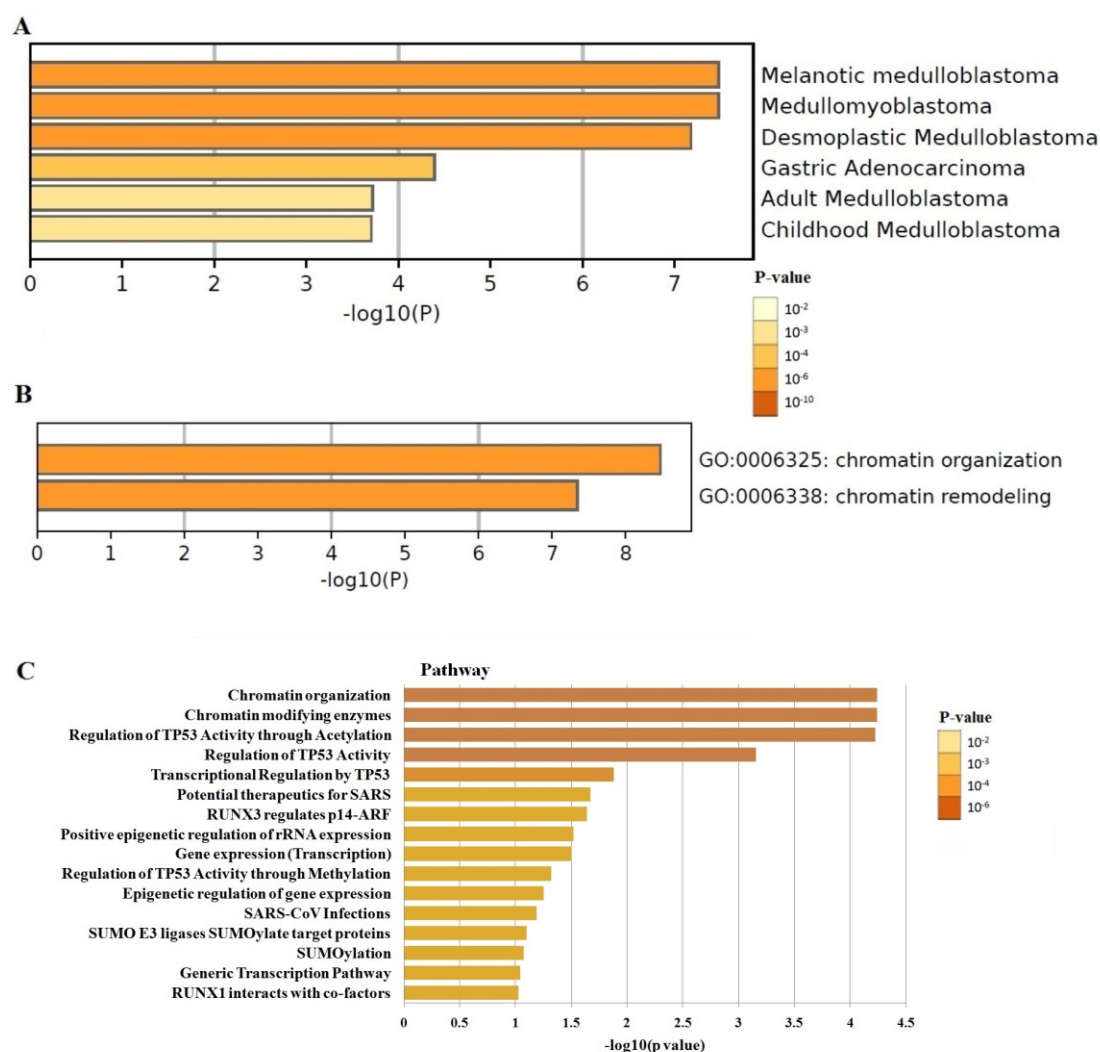 A
Melanotic medulloblastoma
Medullomyoblastoma
Desmoplastic Medulloblastoma
Gastric Adenocarcinoma
Adult Medulloblastoma
Childhood Medulloblastoma
0 1 2 3 4 5 6 7
-log10(P)
P-value
10-2
10-3
10-4
10-6
10-10
B
GO:0006325: chromatin organization
GO:0006338: chromatin remodeling
0 1 2 3 4 5 6 7 8
-log10(P)
C
Pathway
Chromatin organization
Chromatin modifying enzymes
Regulation of TP53 Activity through Acetylation
Regulation of TP53 Activity
Transcriptional Regulation by TP53
Potential therapeutics for SARS
RUNX3 regulates p14-ARF
Positive epigenetic regulation of rRNA expression
Gene expression (Transcription)
Regulation of TP53 Activity through Methylation
Epigenetic regulation of gene expression
SARS-CoV Infections
SUMO E3 ligases SUMOylate target proteins
SUMOylation
Generic Transcription Pathway
RUNX1 interacts with co-factors
0 0.5 1 1.5 2 2.5 3 3.5 4 4.5
-log10(p value)
P-value
10-2
10-3
10-4
10-6